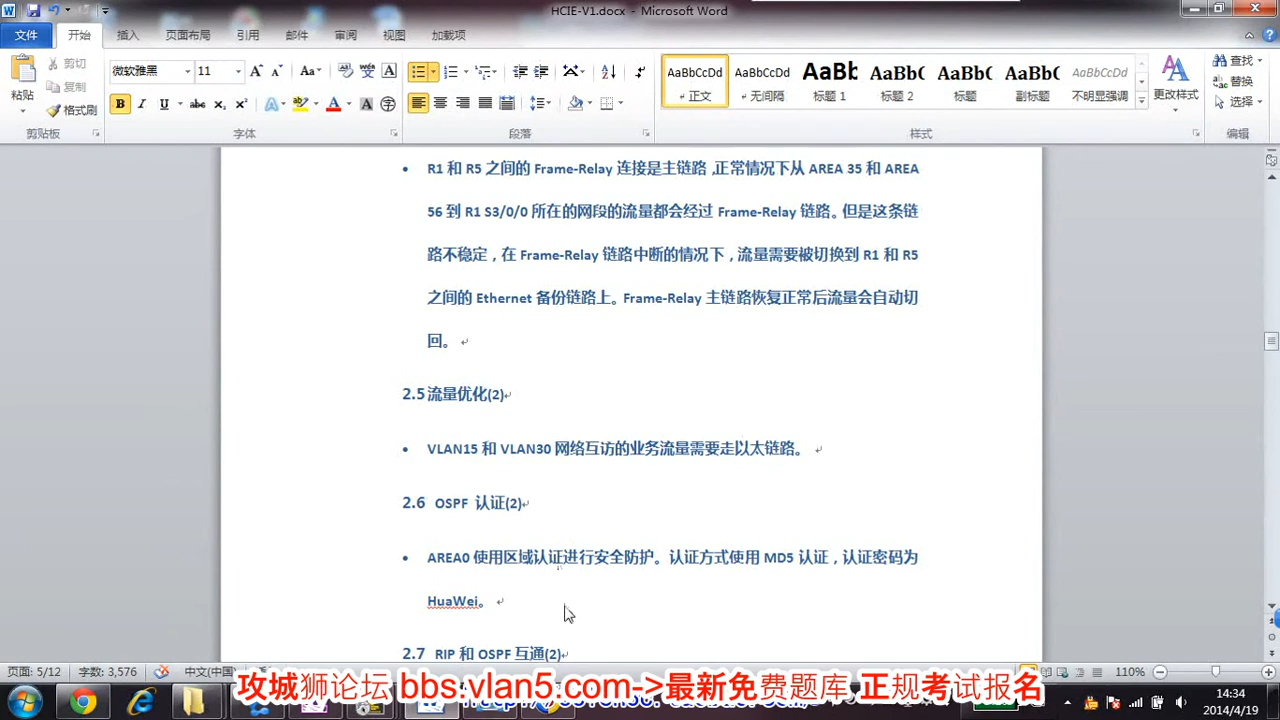 HCIE-V1.docx - Microsoft Word
文件 开始 插入 页面布局 引用 邮件 审阅 视图 加载项
剪切
复制
粘贴 格式刷
微软雅黑 11
AaBbCcDd AaBbCcDd AaBb AaBbC AaBbC AaBbC AaBbCcDd
正文 无间隔 标题 1 标题 2 标题 副标题 不明显强调
更改样式
查找
替换
选择
剪贴板 字体 段落 样式 编辑
• R1 和 R5 之间的 Frame-Relay 连接是主链路,正常情况下从 AREA 35 和 AREA
56 到 R1 S3/0/0 所在的网段的流量都会经过 Frame-Relay 链路。但是这条链
路不稳定，在 Frame-Relay 链路中断的情况下，流量需要被切换到 R1 和 R5
之间的 Ethernet 备份链路上。Frame-Relay 主链路恢复正常后流量会自动切
回。
2.5 流量优化(2)
• VLAN15 和 VLAN30 网络互访的业务流量需要走以太链路。
2.6 OSPF 认证(2)
• AREA0 使用区域认证进行安全防护。认证方式使用 MD5 认证，认证密码为
HuaWei。
2.7 RIP 和 OSPF 互通(2)
页面: 5/12 字数: 3,576 中文(中国) 110%
攻城狮论坛 bbs.vlan5.com->最新免费题库 正规考试报名
14:34
2014/4/19